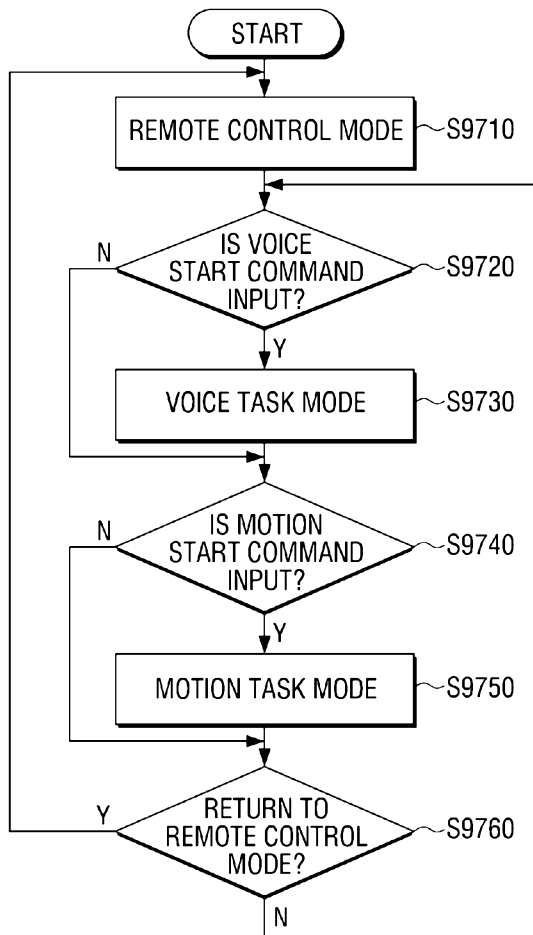 START
REMOTE CONTROL MODE
S9710
N
IS VOICE
START COMMAND
INPUT?
S9720
Y
VOICE TASK MODE
S9730
N
IS MOTION
START COMMAND
INPUT?
S9740
Y
MOTION TASK MODE
S9750
Y
RETURN TO
REMOTE CONTROL
MODE?
S9760
N